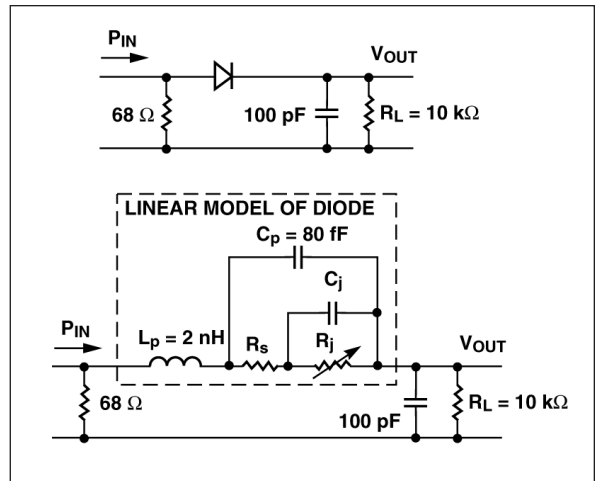 PIN
VOUT
68 Ω
100 pF
RL = 10 kΩ
LINEAR MODEL OF DIODE
Cp = 80 fF
Cj
PIN
Lp = 2 nH
Rs
Rj
VOUT
68 Ω
100 pF
RL = 10 kΩ